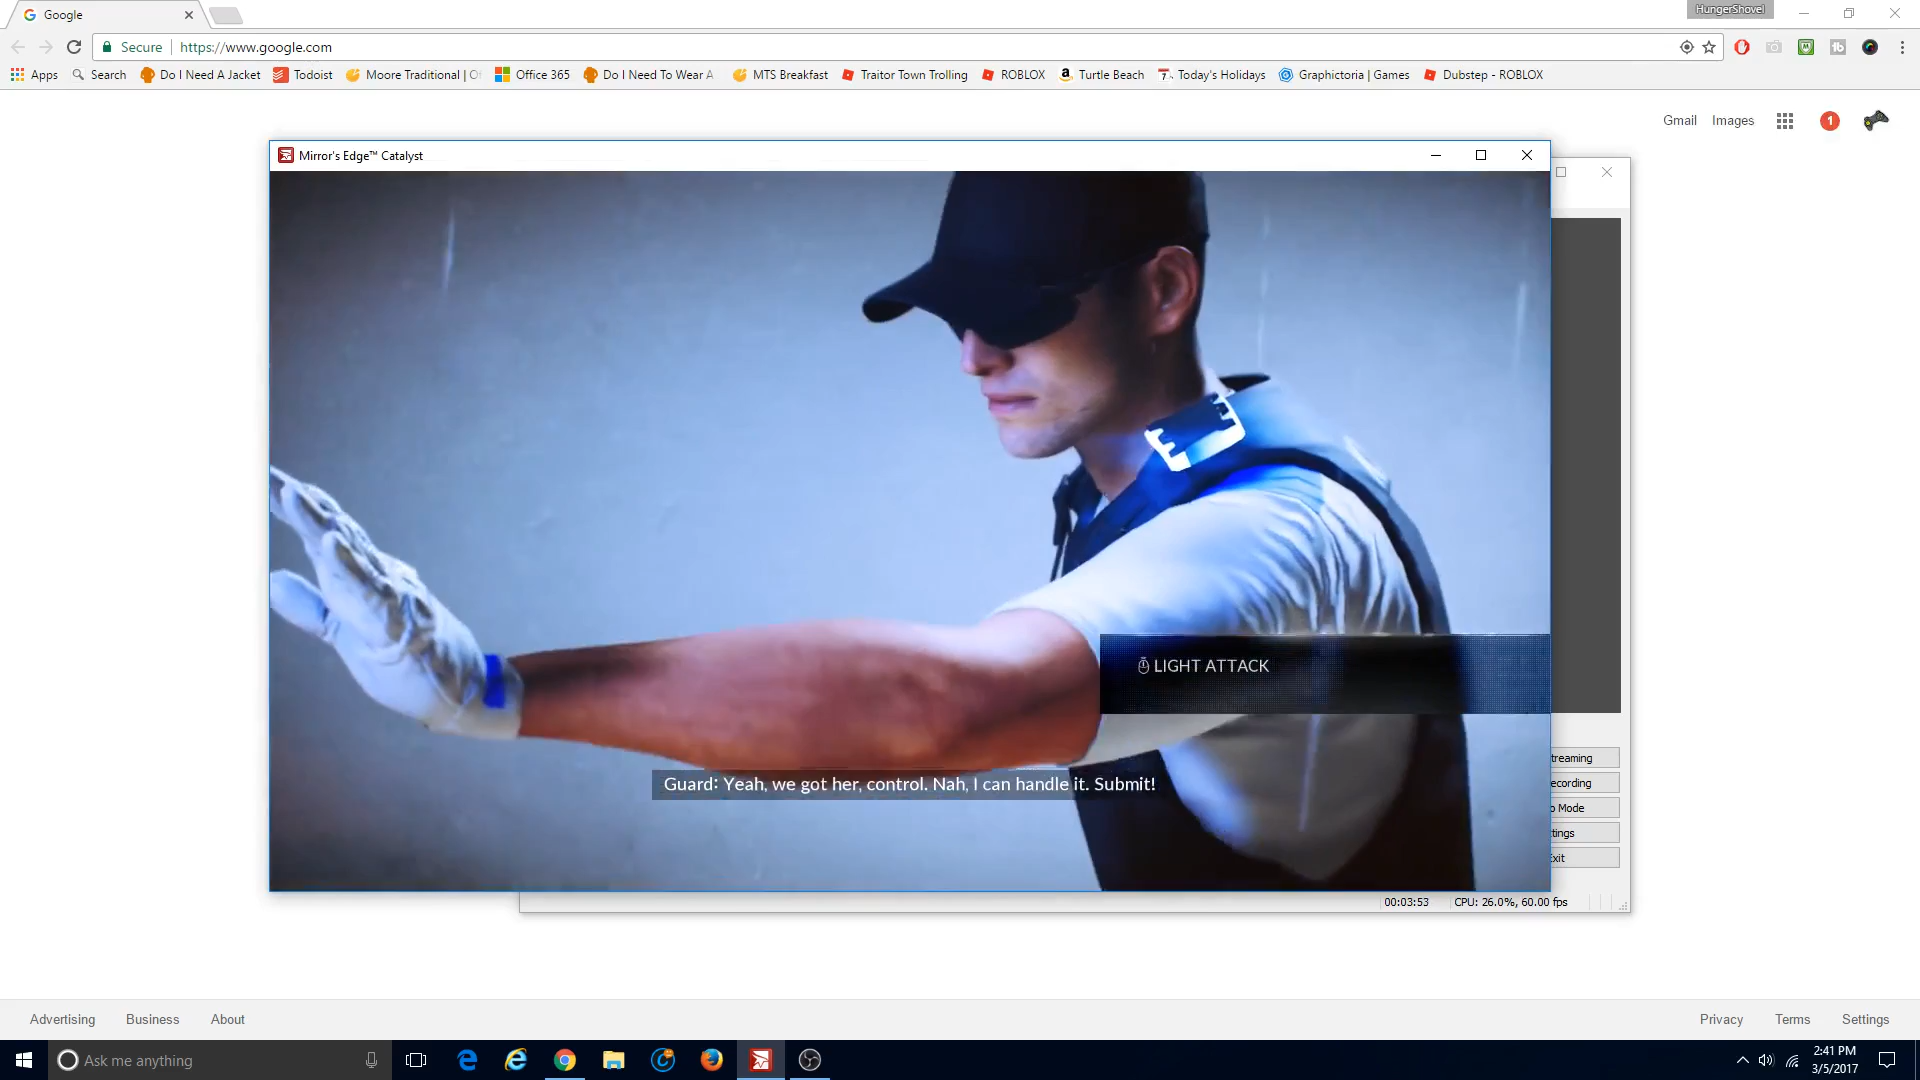 Google
HungerShovel
Secure
https://www.google.com
Apps
Search
Do I Need A Jacket
Todoist
Moore Traditional | Of
Office 365
Do I Need To Wear A
MTS Breakfast
Traitor Town Trolling
ROBLOX
Turtle Beach
Today's Holidays
Graphictoria | Games
Dubstep - ROBLOX
Gmail
Images
1
Mirror's Edge™ Catalyst
LIGHT ATTACK
Guard: Yeah, we got her, control. Nah, I can handle it. Submit!
treaming
ecording
o Mode
ttings
Exit
00:03:53
CPU: 26.0%, 60.00 fps
Advertising
Business
About
Privacy
Terms
Settings
Ask me anything
2:41 PM
3/5/2017